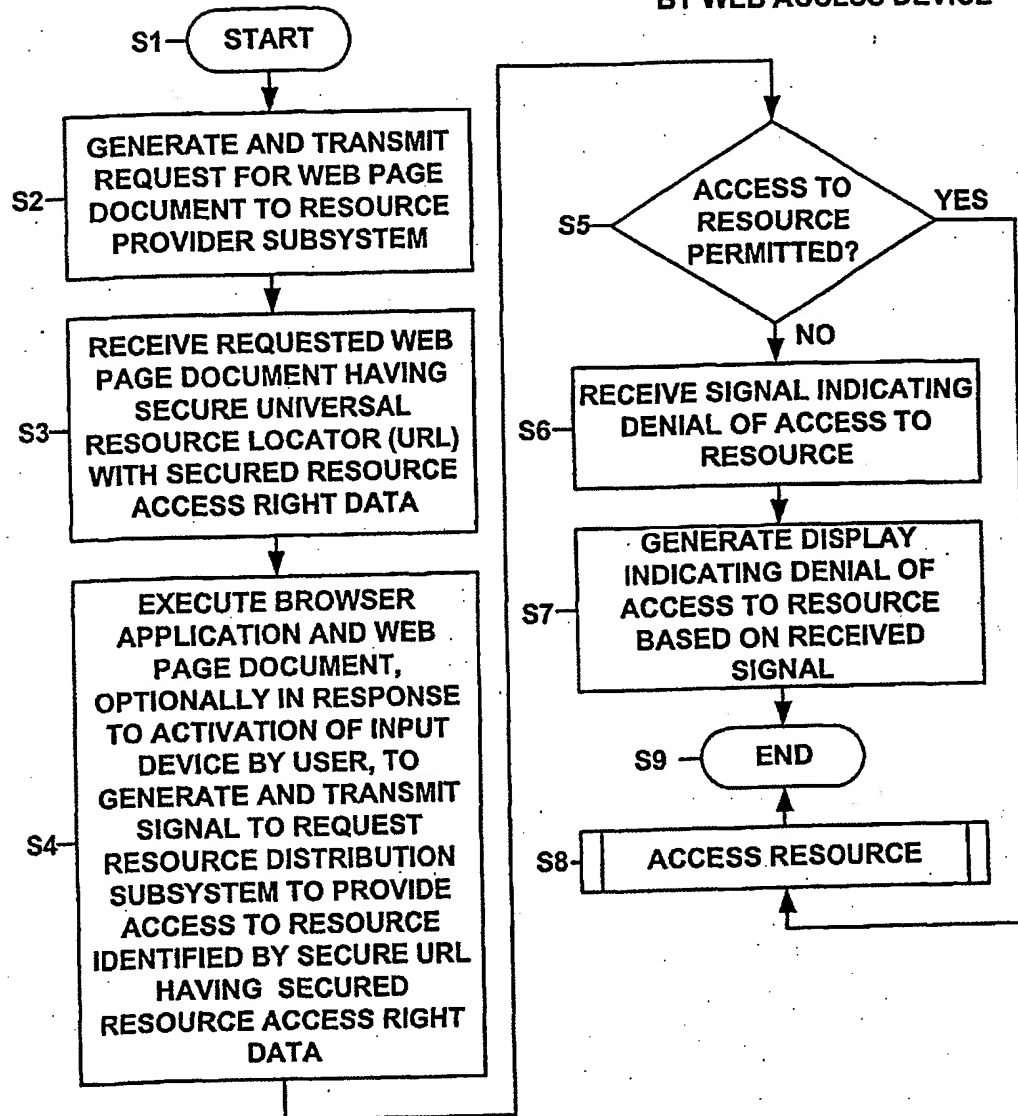 BY WEB ACCESS DEVICE
S1
START
S2
GENERATE AND TRANSMIT
REQUEST FOR WEB PAGE
DOCUMENT TO RESOURCE
PROVIDER SUBSYSTEM
S3
RECEIVE REQUESTED WEB
PAGE DOCUMENT HAVING
SECURE UNIVERSAL
RESOURCE LOCATOR (URL)
WITH SECURED RESOURCE
ACCESS RIGHT DATA
S4
EXECUTE BROWSER
APPLICATION AND WEB
PAGE DOCUMENT,
OPTIONALLY IN RESPONSE
TO ACTIVATION OF INPUT
DEVICE BY USER, TO
GENERATE AND TRANSMIT
SIGNAL TO REQUEST
RESOURCE DISTRIBUTION
SUBSYSTEM TO PROVIDE
ACCESS TO RESOURCE
IDENTIFIED BY SECURE URL
HAVING SECURED
RESOURCE ACCESS RIGHT
DATA
S5
ACCESS TO
RESOURCE
PERMITTED?
YES
NO
S6
RECEIVE SIGNAL INDICATING
DENIAL OF ACCESS TO
RESOURCE
S7
GENERATE DISPLAY
INDICATING DENIAL OF
ACCESS TO RESOURCE
BASED ON RECEIVED
SIGNAL
S9
END
S8
ACCESS RESOURCE